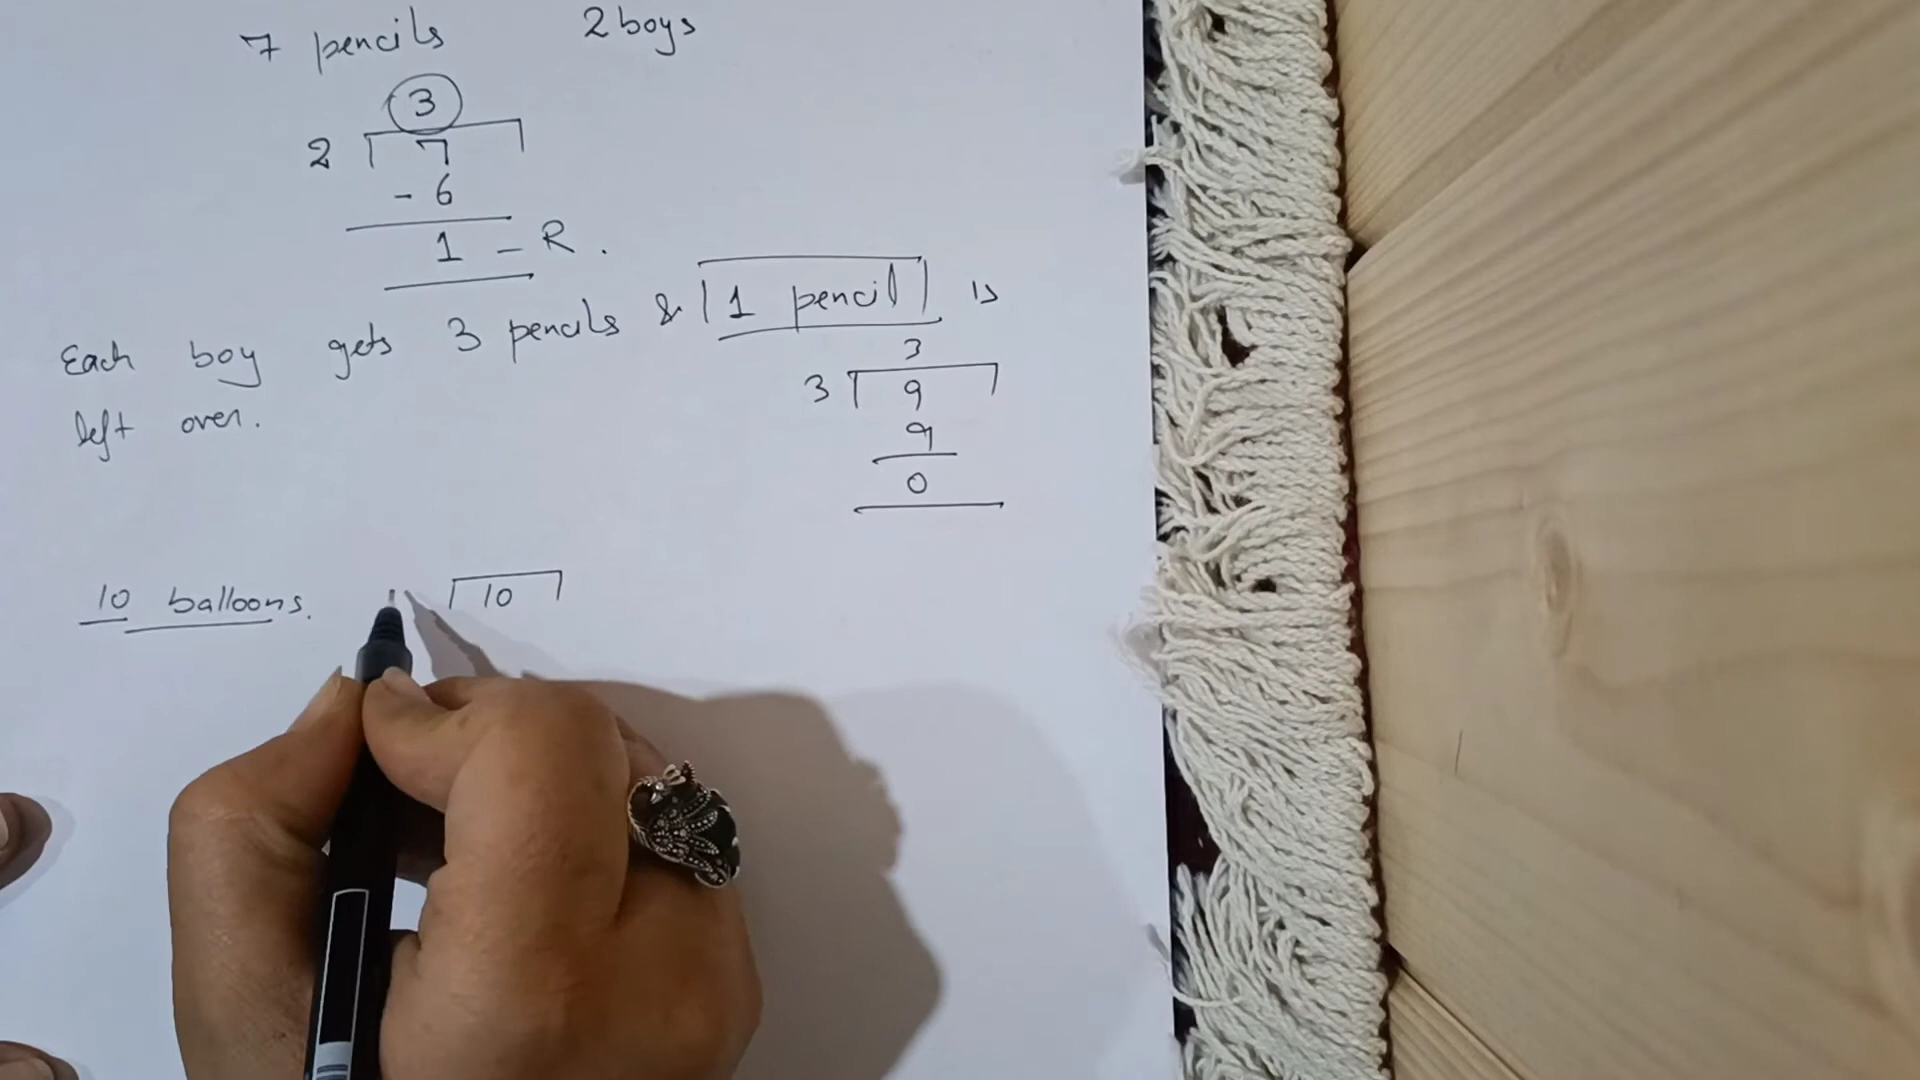 7 pencils 2 boys
3
2 7
- 6
1 - R.
Each boy gets 3 pencils & 1 pencil is
left over.
3
3 9
9
0
10 balloons. 10